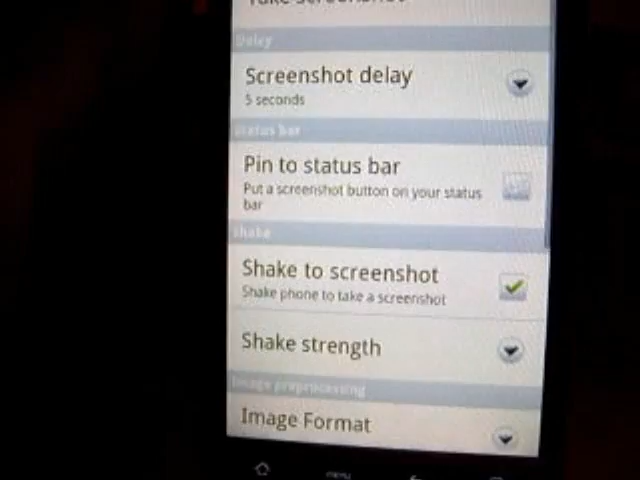 Take screenshot
Delay
Screenshot delay
5 seconds
Status bar
Pin to status bar
Put a screenshot button on your status
bar
Shake
Shake to screenshot
Shake phone to take a screenshot
Shake strength
Image preprocessing
Image Format
menu